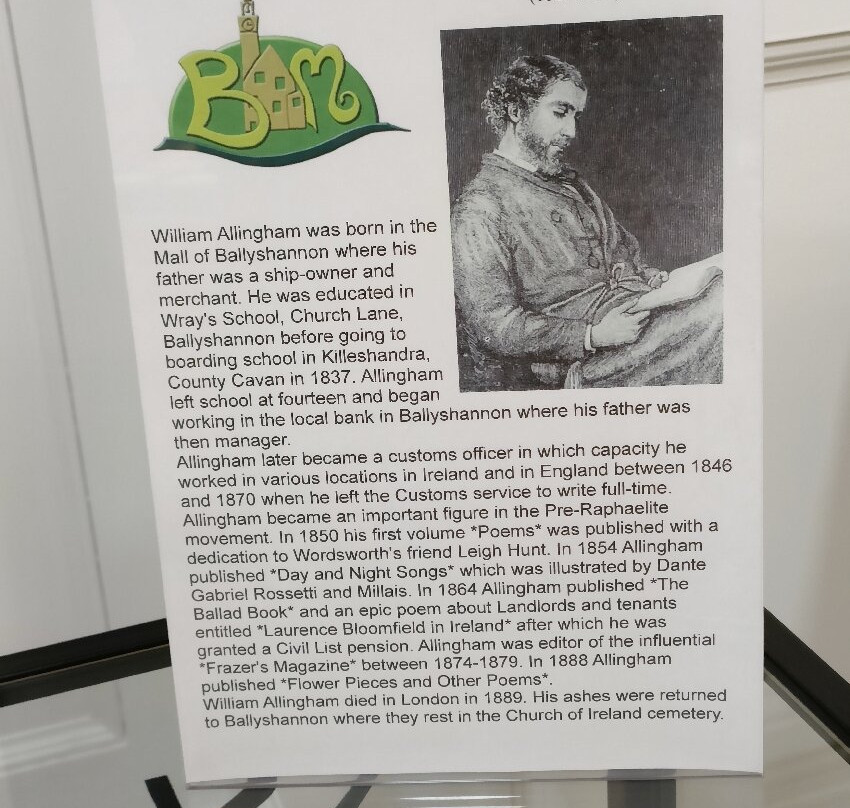 B M
William Allingham was born in the
Mall of Ballyshannon where his
father was a ship-owner and
merchant. He was educated in
Wray's School, Church Lane,
Ballyshannon before going to
boarding school in Killeshandra,
County Cavan in 1837. Allingham
left school at fourteen and began
working in the local bank in Ballyshannon where his father was
then manager.
Allingham later became a customs officer in which capacity he
worked in various locations in Ireland and in England between 1846
and 1870 when he left the Customs service to write full-time.
Allingham became an important figure in the Pre-Raphaelite
movement. In 1850 his first volume *Poems* was published with a
dedication to Wordsworth's friend Leigh Hunt. In 1854 Allingham
published *Day and Night Songs* which was illustrated by Dante
Gabriel Rossetti and Millais. In 1864 Allingham published *The
Ballad Book* and an epic poem about Landlords and tenants
entitled *Laurence Bloomfield in Ireland* after which he was
granted a Civil List pension. Allingham was editor of the influential
*Frazer's Magazine* between 1874-1879. In 1888 Allingham
published *Flower Pieces and Other Poems*.
William Allingham died in London in 1889. His ashes were returned
to Ballyshannon where they rest in the Church of Ireland cemetery.